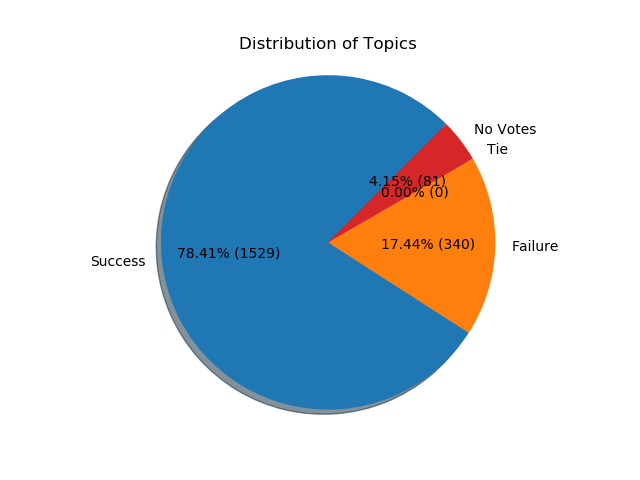 Distribution of Topics
No Votes
Tie
4.15% (81)
0.00% (0)
17.44% (340)
Failure
78.41% (1529)
Success